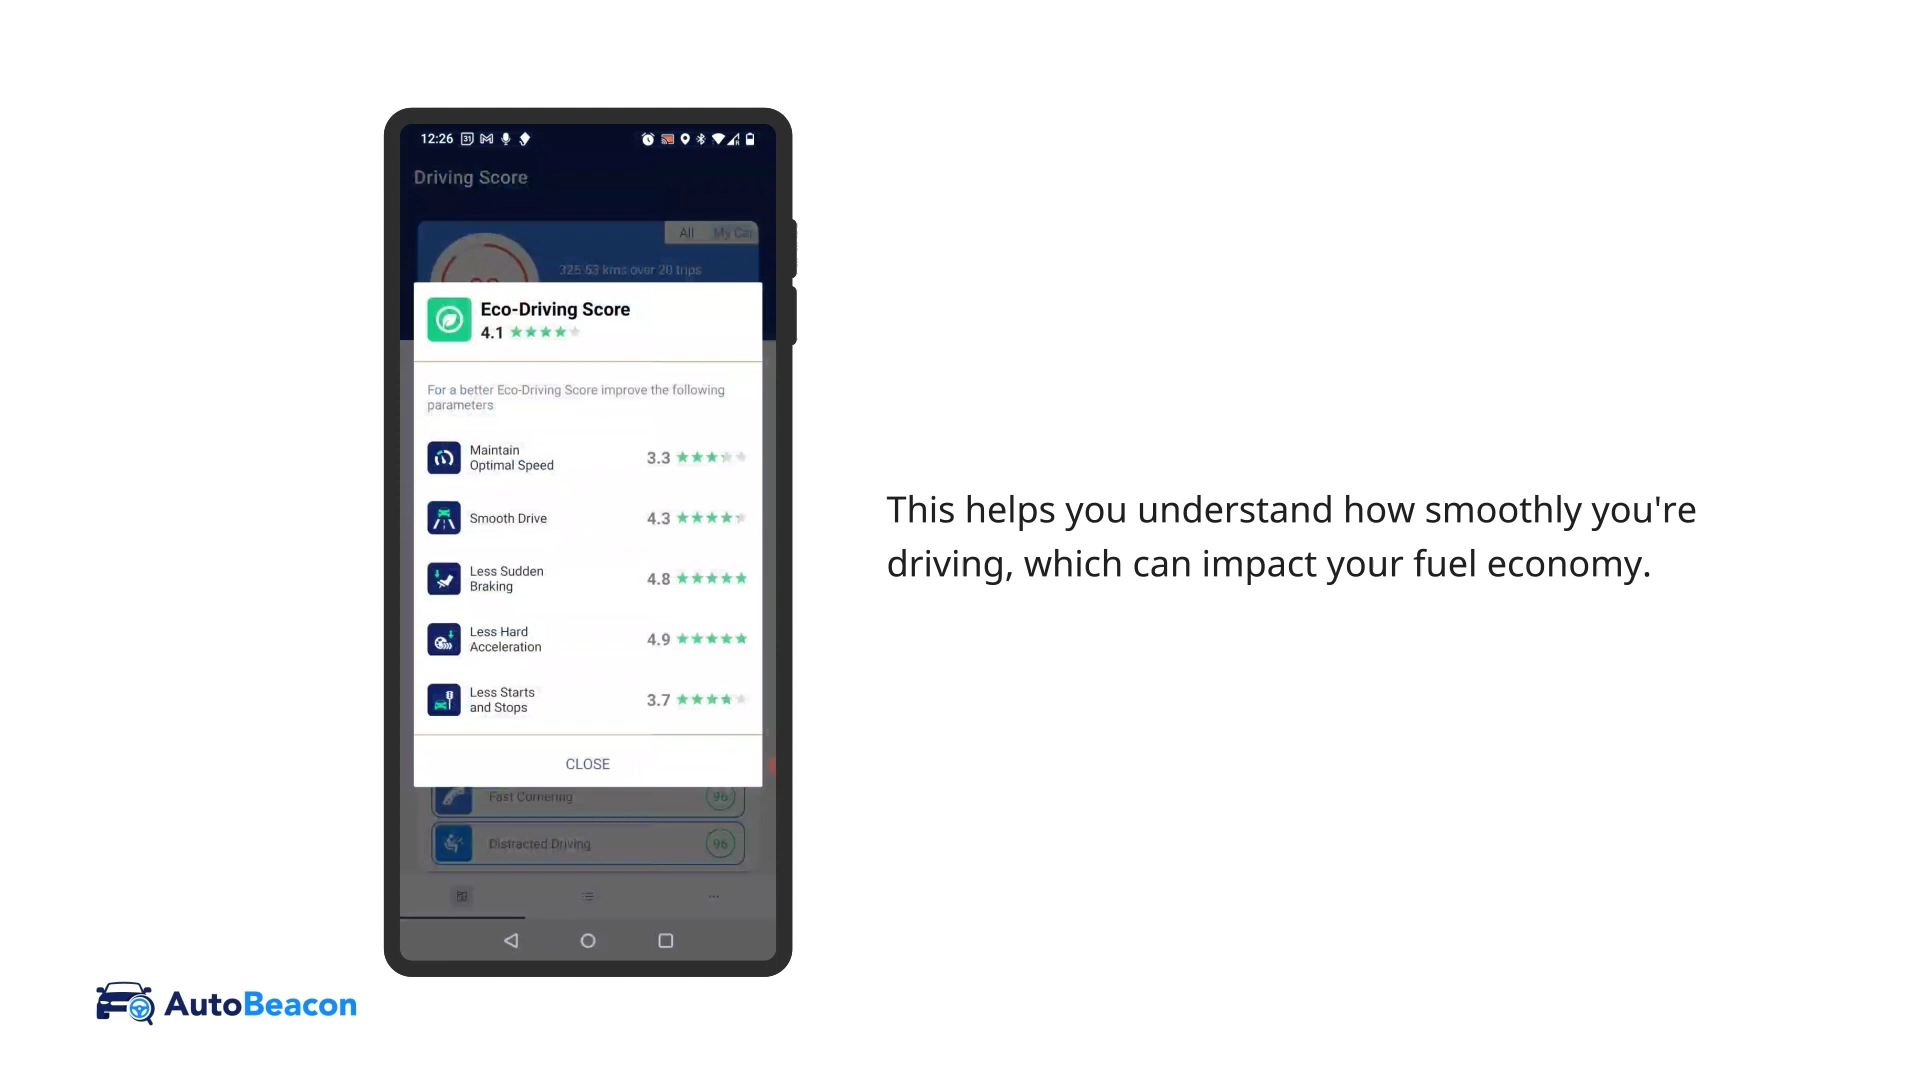 12:26
Driving Score
All My Car
325.53 kms over 20 trips
Eco-Driving Score
4.1
For a better Eco-Driving Score improve the following
parameters
Maintain
Optimal Speed
3.3
Smooth Drive
4.3
Less Sudden
Braking
4.8
Less Hard
Acceleration
4.9
Less Starts
and Stops
3.7
CLOSE
Fast Cornering
96
Distracted Driving
96
This helps you understand how smoothly you're
driving, which can impact your fuel economy.
AutoBeacon